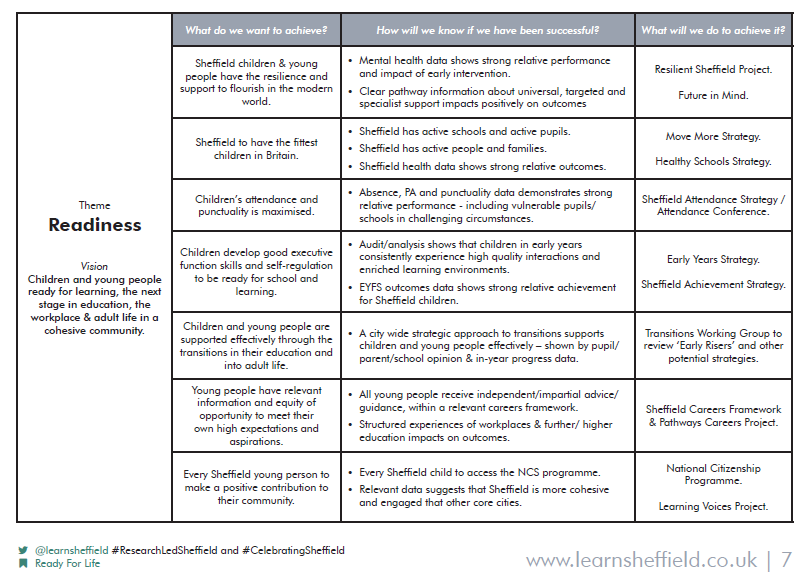 What do we want to achieve?
How will we know if we have been successful?
What will we do to achieve it?
Theme
Readiness
Vision
Children and young people
ready for learning, the next
stage in education, the
workplace & adult life in a
cohesive community.
Sheffield children & young
people have the resilience and
support to flourish in the modern
world.
• Mental health data shows strong relative performance
and impact of early intervention.
• Clear pathway information about universal, targeted and
specialist support impacts positively on outcomes
Resilient Sheffield Project.
Future in Mind.
Sheffield to have the fittest
children in Britain.
• Sheffield has active schools and active pupils.
• Sheffield has active people and families.
• Sheffield health data shows strong relative outcomes.
Move More Strategy.
Healthy Schools Strategy.
Children's attendance and
punctuality is maximised.
• Absence, PA and punctuality data demonstrates strong
relative performance - including vulnerable pupils/
schools in challenging circumstances.
Sheffield Attendance Strategy /
Attendance Conference.
Children develop good executive
function skills and self-regulation
to be ready for school and
learning.
• Audit/analysis shows that children in early years
consistently experience high quality interactions and
enriched learning environments.
• EYFS outcomes data shows strong relative achievement
for Sheffield children.
Early Years Strategy.
Sheffield Achievement Strategy.
Children and young people are
supported effectively through the
transitions in their education and
into adult life.
• A city wide strategic approach to transitions supports
children and young people effectively – shown by pupil/
parent/school opinion & in-year progress data.
Transitions Working Group to
review ‘Early Risers’ and other
potential strategies.
Young people have relevant
information and equity of
opportunity to meet their
own high expectations and
aspirations.
• All young people receive independent/impartial advice/
guidance, within a relevant careers framework.
• Structured experiences of workplaces & further/ higher
education impacts on outcomes.
Sheffield Careers Framework
& Pathways Careers Project.
Every Sheffield young person to
make a positive contribution to
their community.
• Every Sheffield child to access the NCS programme.
• Relevant data suggests that Sheffield is more cohesive
and engaged that other core cities.
National Citizenship
Programme.
Learning Voices Project.
@learnsheffield #ResearchLedSheffield and #CelebratingSheffield
Ready For Life
www.learnsheffield.co.uk | 7